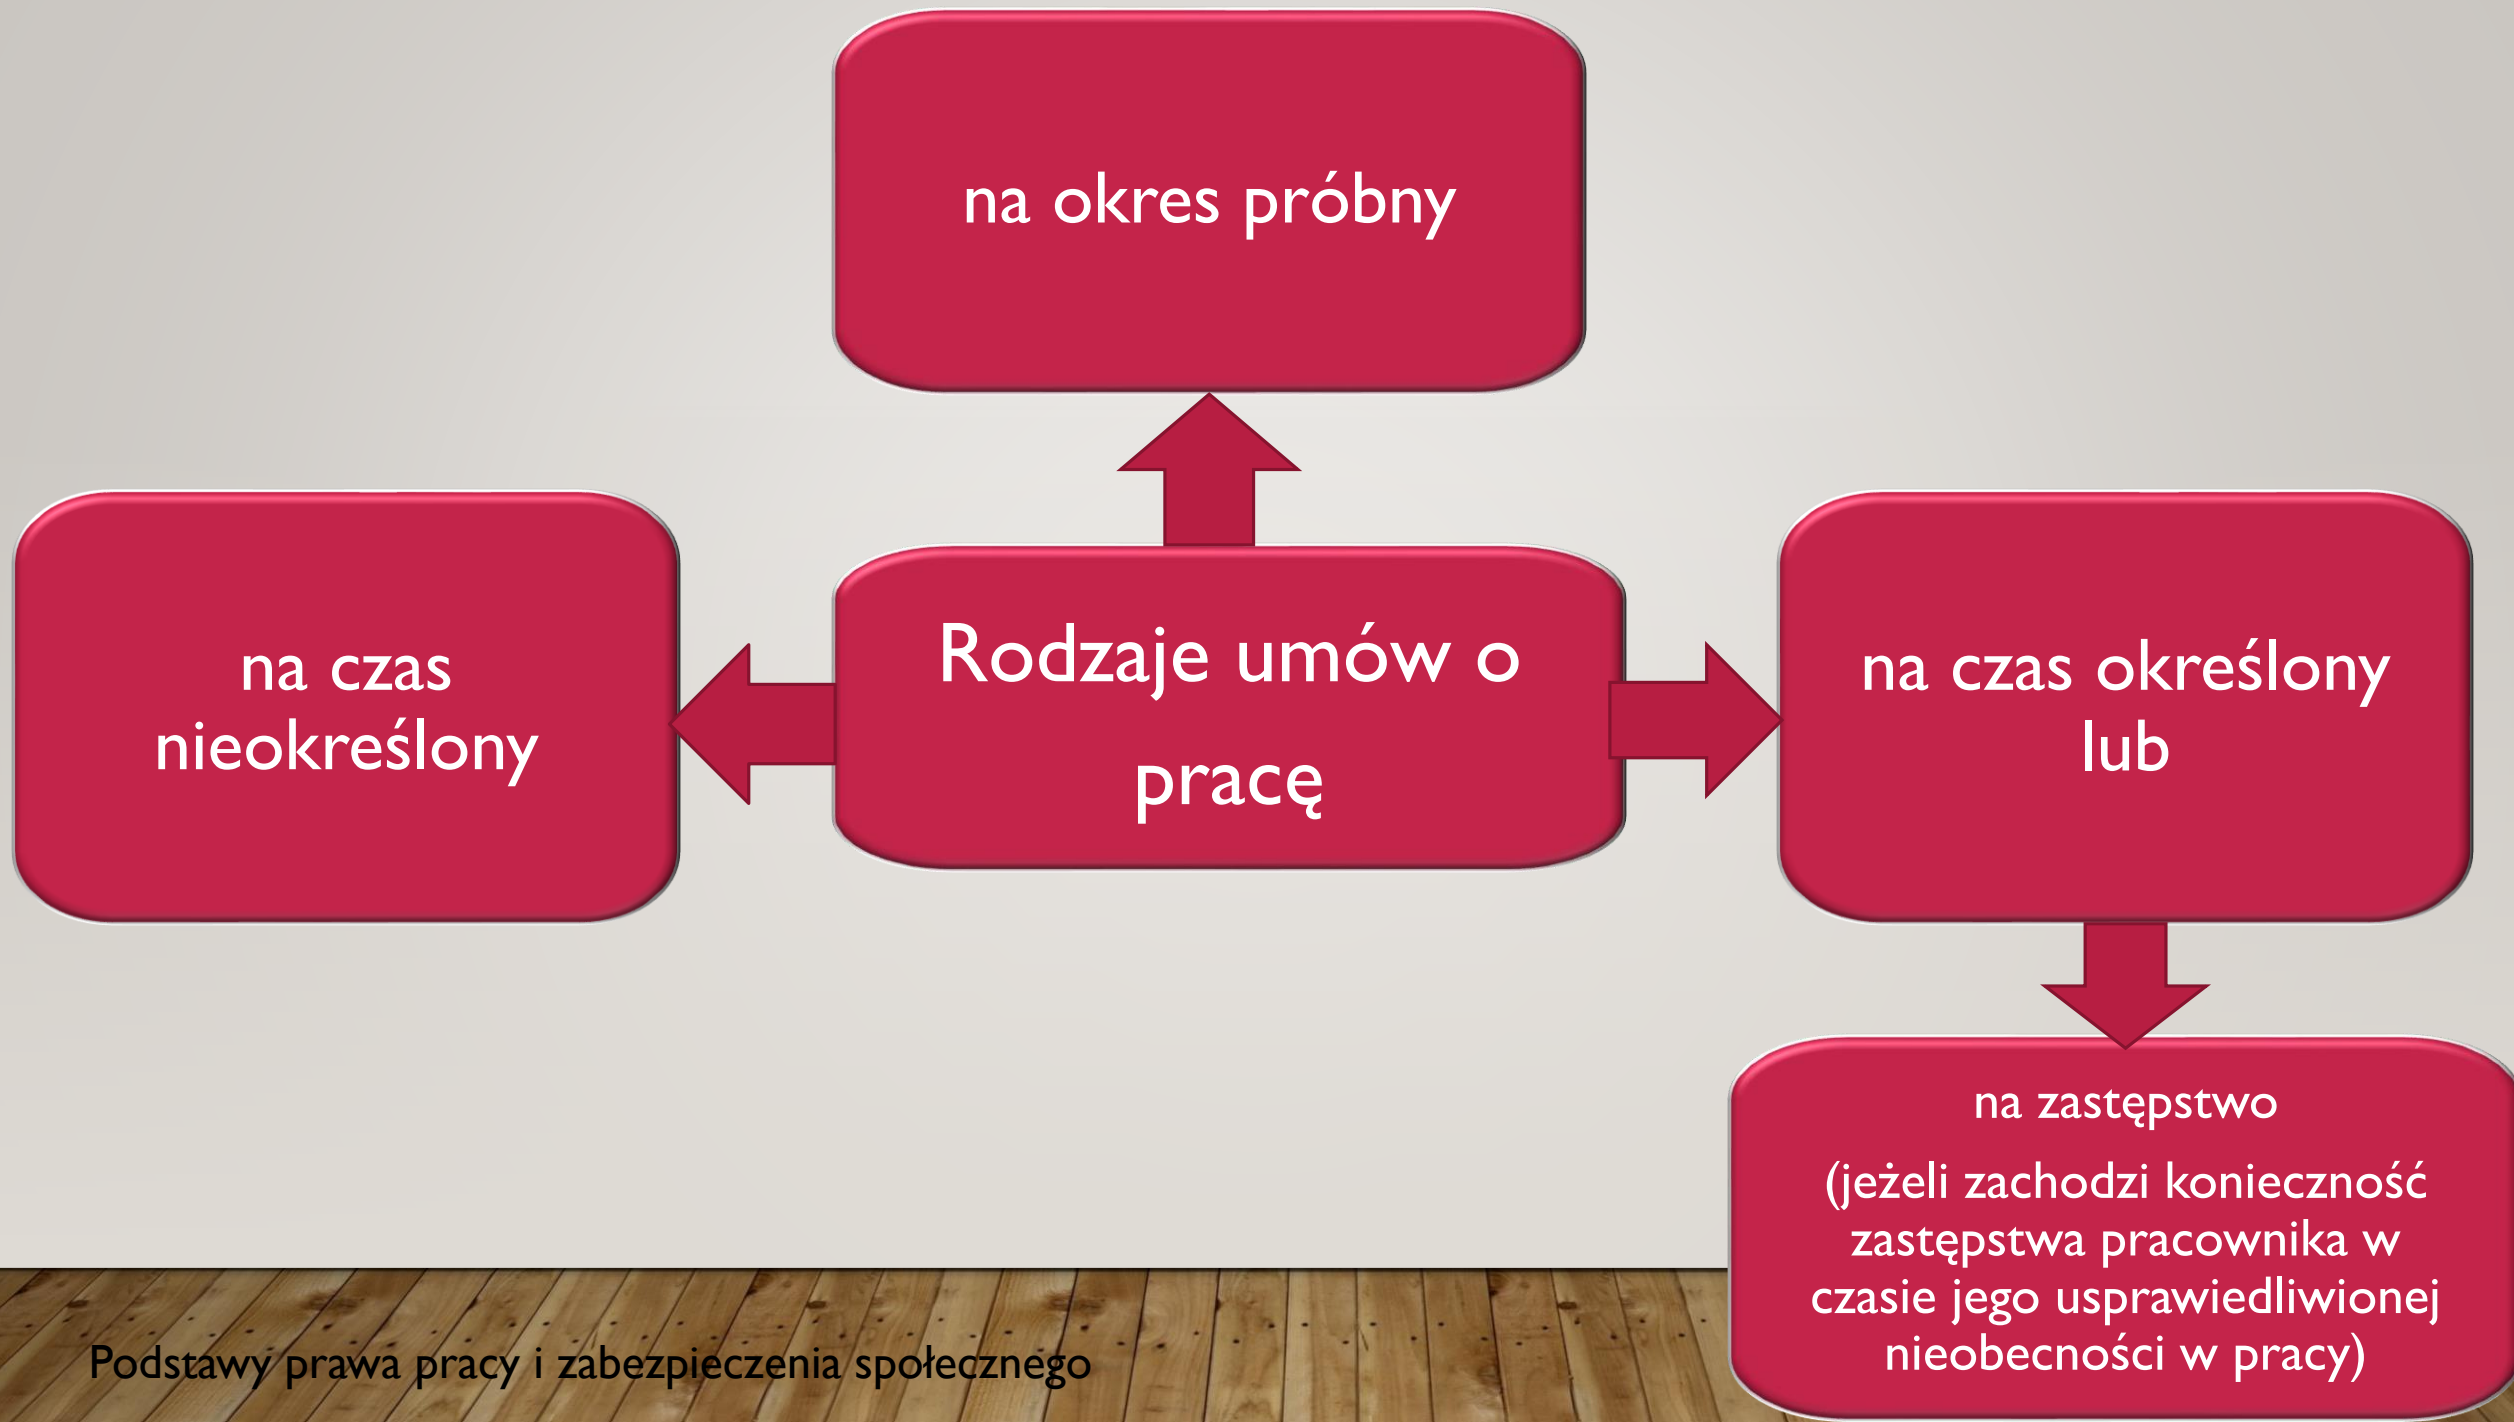 na okres próbny
na czas
nieokreślony
Rodzaje umów o
pracę
na czas określony
lub
na zastępstwo
(jeżeli zachodzi konieczność
zastępstwa pracownika w
czasie jego usprawiedliwionej
nieobecności w pracy)
Podstawy prawa pracy i zabezpieczenia społecznego